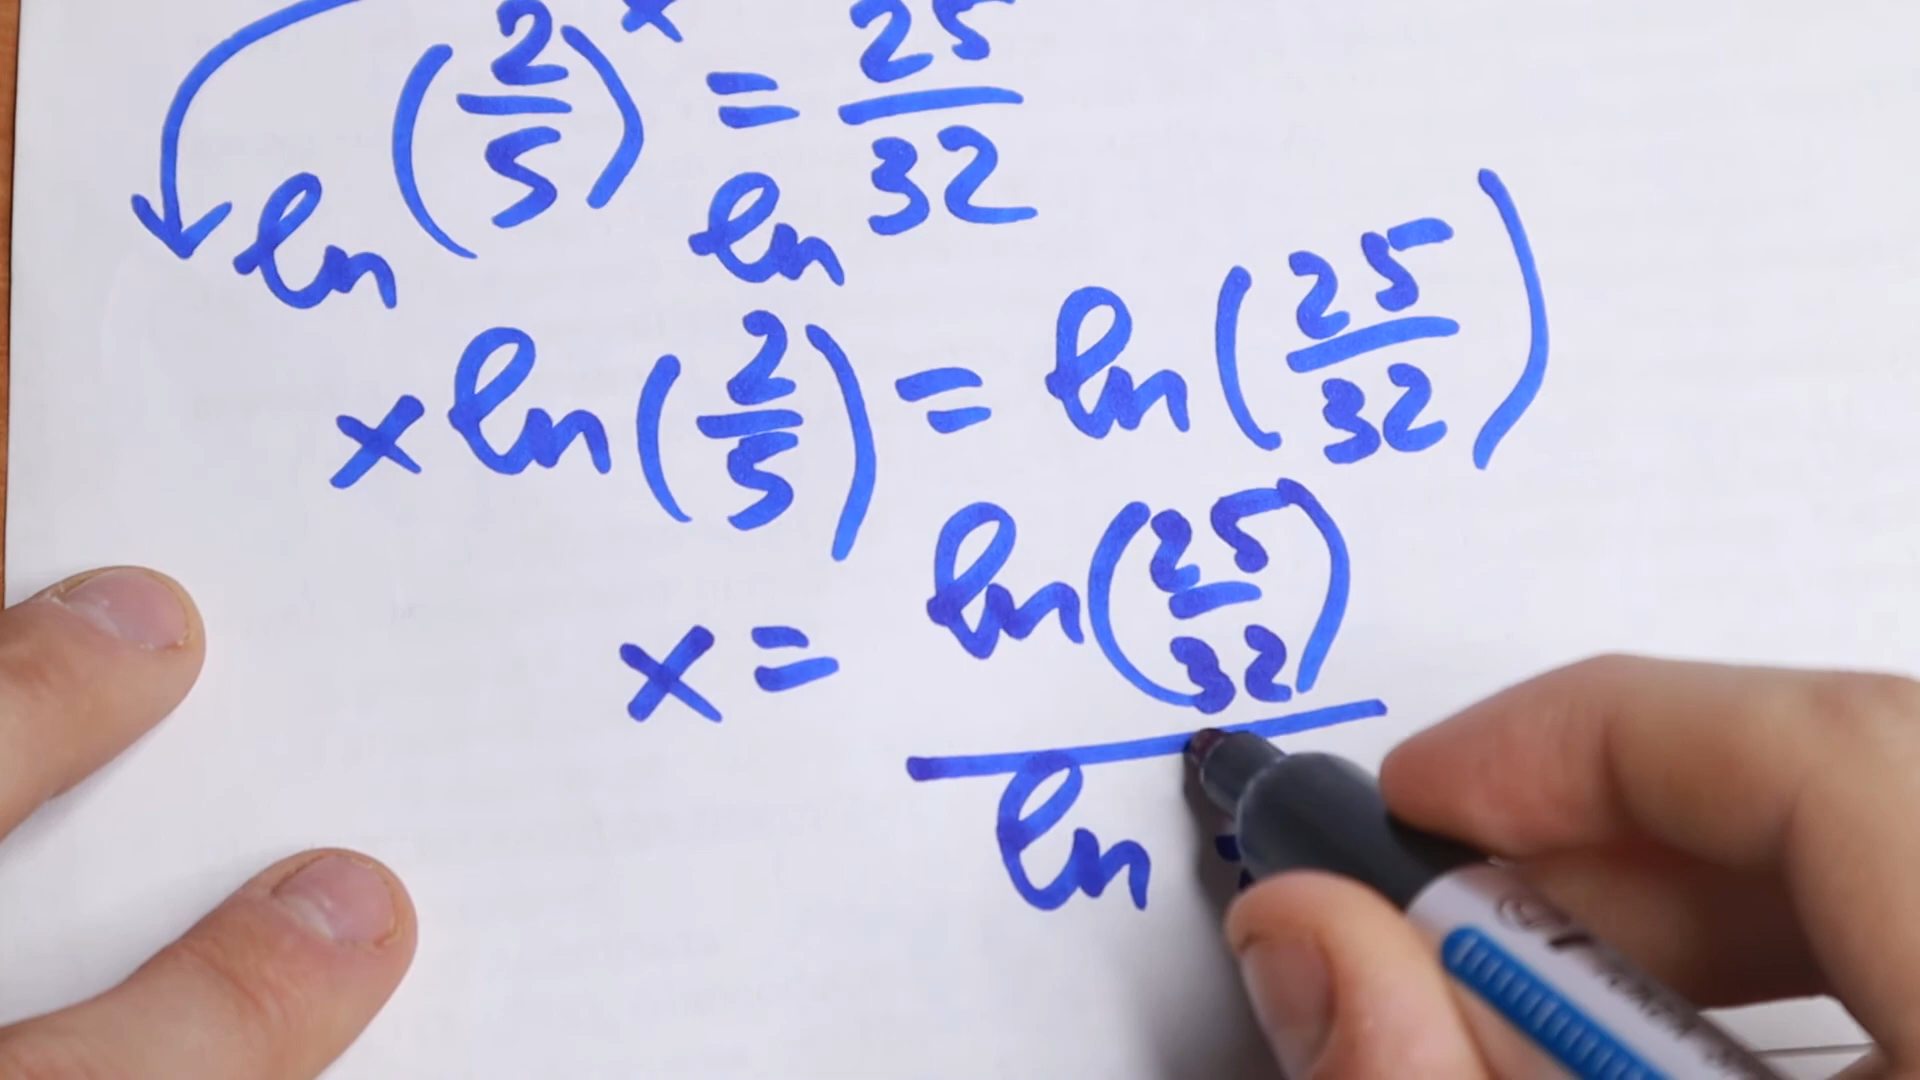 (2/5)^x = 25/32
ln ln
x ln(2/5) = ln(25/32)
x = ln(25/32)
ln